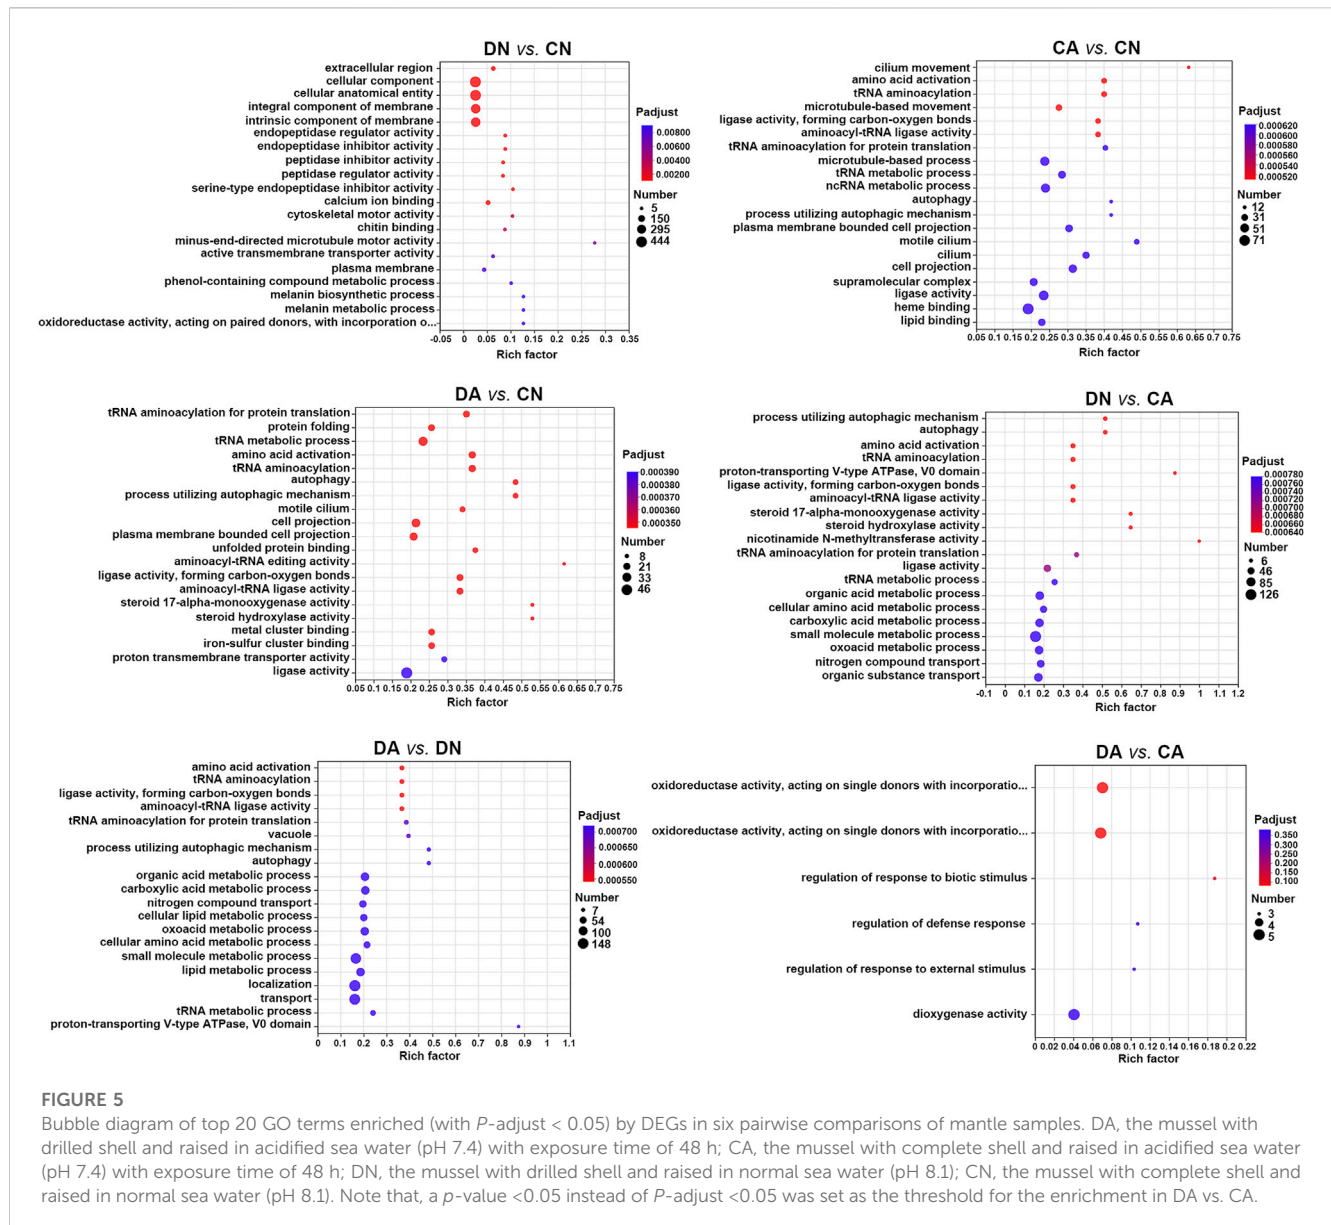 DN vs. CN
extracellular region
cellular component
cellular anatomical entity
integral component of membrane
intrinsic component of membrane
endopeptidase regulator activity
endopeptidase inhibitor activity
peptidase inhibitor activity
peptidase regulator activity
serine-type endopeptidase inhibitor activity
calcium ion binding
cytoskeletal motor activity
chitin binding
minus-end-directed microtubule motor activity
active transmembrane transporter activity
plasma membrane
phenol-containing compound metabolic process
melanin biosynthetic process
melanin metabolic process
oxidoreductase activity, acting on paired donors, with incorporation o...
-0.05 0 0.05 0.1 0.15 0.2 0.25 0.3 0.35
Rich factor
Padjust
0.00800
0.00600
0.00400
0.00200
Number
5
150
295
444
CA vs. CN
cilium movement
amino acid activation
tRNA aminoacylation
microtubule-based movement
ligase activity, forming carbon-oxygen bonds
aminoacyl-tRNA ligase activity
tRNA aminoacylation for protein translation
microtubule-based process
tRNA metabolic process
ncRNA metabolic process
autophagy
process utilizing autophagic mechanism
plasma membrane bounded cell projection
motile cilium
cilium
cell projection
supramolecular complex
ligase activity
heme binding
lipid binding
0.05 0.1 0.15 0.2 0.25 0.3 0.35 0.4 0.45 0.5 0.55 0.6 0.65 0.7 0.75
Rich factor
Padjust
0.000620
0.000600
0.000580
0.000560
0.000540
0.000520
Number
12
31
51
71
DA vs. CN
tRNA aminoacylation for protein translation
protein folding
tRNA metabolic process
amino acid activation
tRNA aminoacylation
autophagy
process utilizing autophagic mechanism
motile cilium
cell projection
plasma membrane bounded cell projection
unfolded protein binding
aminoacyl-tRNA editing activity
ligase activity, forming carbon-oxygen bonds
aminoacyl-tRNA ligase activity
steroid 17-alpha-monooxygenase activity
steroid hydroxylase activity
metal cluster binding
iron-sulfur cluster binding
proton transmembrane transporter activity
ligase activity
0.05 0.1 0.15 0.2 0.25 0.3 0.35 0.4 0.45 0.5 0.55 0.6 0.65 0.7 0.75
Rich factor
Padjust
0.000390
0.000380
0.000370
0.000360
0.000350
Number
8
21
33
46
DN vs. CA
process utilizing autophagic mechanism
autophagy
amino acid activation
tRNA aminoacylation
proton-transporting V-type ATPase, V0 domain
ligase activity, forming carbon-oxygen bonds
aminoacyl-tRNA ligase activity
steroid 17-alpha-monooxygenase activity
steroid hydroxylase activity
nicotinamide N-methyltransferase activity
tRNA aminoacylation for protein translation
ligase activity
tRNA metabolic process
organic acid metabolic process
cellular amino acid metabolic process
carboxylic acid metabolic process
small molecule metabolic process
oxoacid metabolic process
nitrogen compound transport
organic substance transport
-0.1 0 0.1 0.2 0.3 0.4 0.5 0.6 0.7 0.8 0.9 1 1.1 1.2
Rich factor
Padjust
0.000780
0.000760
0.000740
0.000720
0.000700
0.000680
0.000660
0.000640
Number
6
46
85
126
DA vs. DN
amino acid activation
tRNA aminoacylation
ligase activity, forming carbon-oxygen bonds
aminoacyl-tRNA ligase activity
tRNA aminoacylation for protein translation
vacuole
process utilizing autophagic mechanism
autophagy
organic acid metabolic process
carboxylic acid metabolic process
nitrogen compound transport
cellular lipid metabolic process
oxoacid metabolic process
cellular amino acid metabolic process
small molecule metabolic process
lipid metabolic process
localization
transport
tRNA metabolic process
proton-transporting V-type ATPase, V0 domain
0 0.1 0.2 0.3 0.4 0.5 0.6 0.7 0.8 0.9 1 1.1
Rich factor
Padjust
0.000700
0.000650
0.000600
0.000550
Number
7
54
100
148
DA vs. CA
oxidoreductase activity, acting on single donors with incorporatio...
oxidoreductase activity, acting on single donors with incorporatio...
regulation of response to biotic stimulus
regulation of defense response
regulation of response to external stimulus
dioxygenase activity
0 0.02 0.04 0.06 0.08 0.1 0.12 0.14 0.16 0.18 0.2 0.22
Rich factor
Padjust
0.350
0.300
0.250
0.200
0.150
0.100
Number
3
4
5
FIGURE 5
Bubble diagram of top 20 GO terms enriched (with P-adjust < 0.05) by DEGs in six pairwise comparisons of mantle samples. DA, the mussel with
drilled shell and raised in acidified sea water (pH 7.4) with exposure time of 48 h; CA, the mussel with complete shell and raised in acidified sea water
(pH 7.4) with exposure time of 48 h; DN, the mussel with drilled shell and raised in normal sea water (pH 8.1); CN, the mussel with complete shell and
raised in normal sea water (pH 8.1). Note that, a p-value <0.05 instead of P-adjust <0.05 was set as the threshold for the enrichment in DA vs. CA.